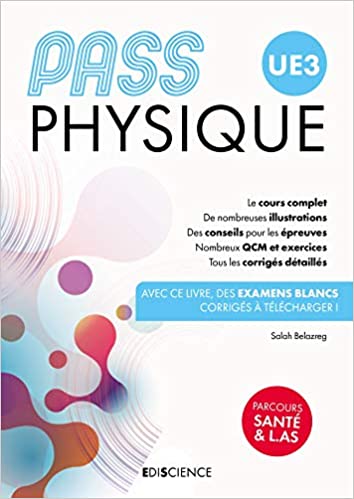 PASS
UE3
PHYSIQUE
Le cours complet
De nombreuses illustrations
Des conseils pour les épreuves
Nombreux QCM et exercices
Tous les corrigés détaillés
AVEC CE LIVRE, DES EXAMENS BLANCS
CORRIGÉS À TÉLÉCHARGER !
Salah Belazreg
PARCOURS
SANTÉ
& L.AS
EDISCIENCE